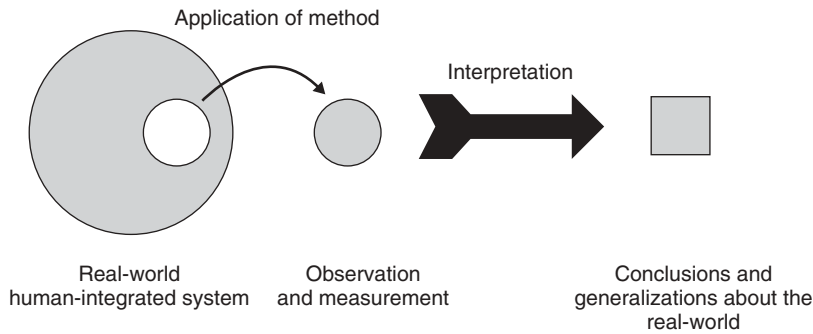 Application of method
Interpretation
Real-world
human-integrated system
Observation
and measurement
Conclusions and
generalizations about the
real-world